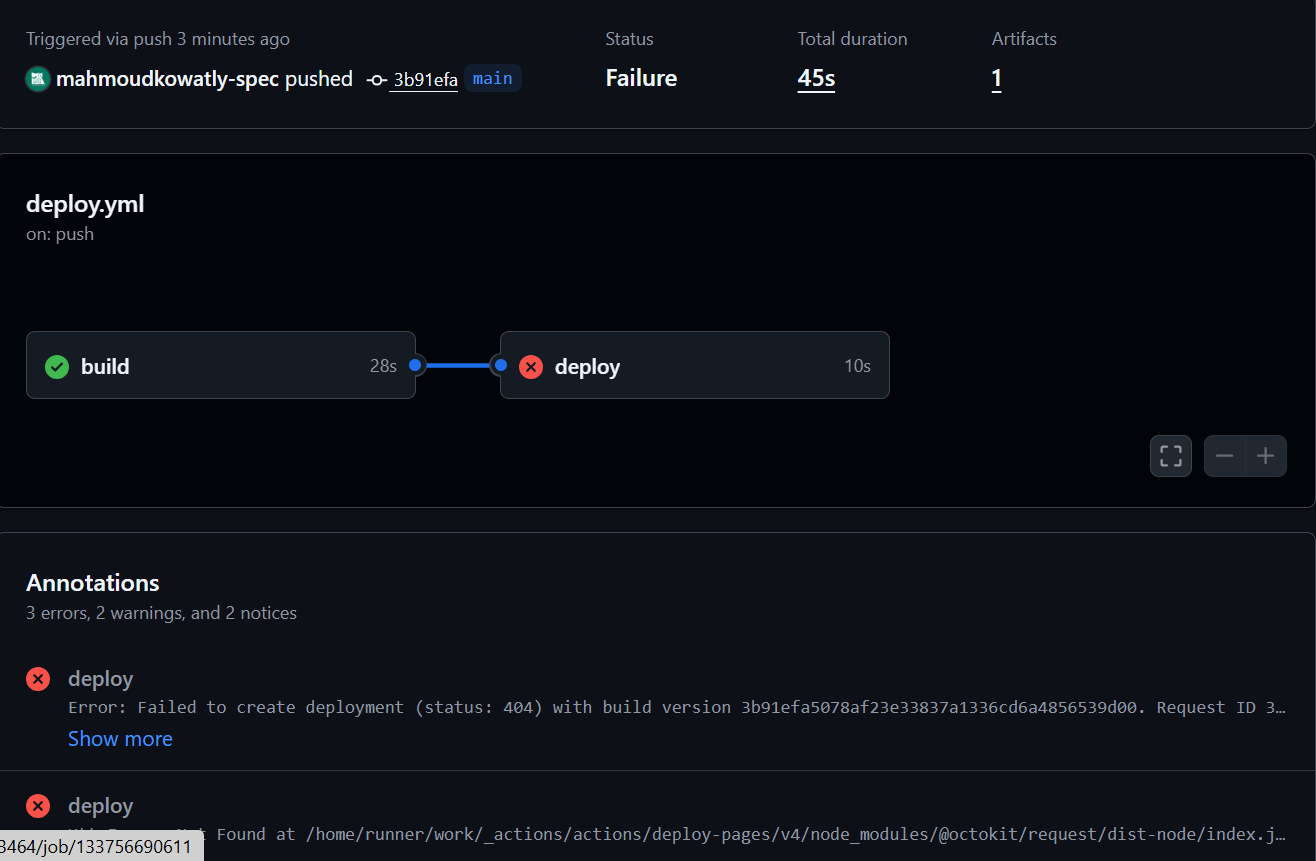 Triggered via push 3 minutes ago
Status
Total duration
Artifacts
mahmoudkowatly-spec pushed 3b91efa main
Failure
45s
1
deploy.yml
on: push
build 28s
deploy 10s
Annotations
3 errors, 2 warnings, and 2 notices
deploy
Error: Failed to create deployment (status: 404) with build version 3b91efa5078af23e33837a1336cd6a4856539d00. Request ID 3…
Show more
deploy
Found at /home/runner/work/_actions/actions/deploy-pages/v4/node_modules/@octokit/request/dist-node/index.j…
3464/job/133756690611